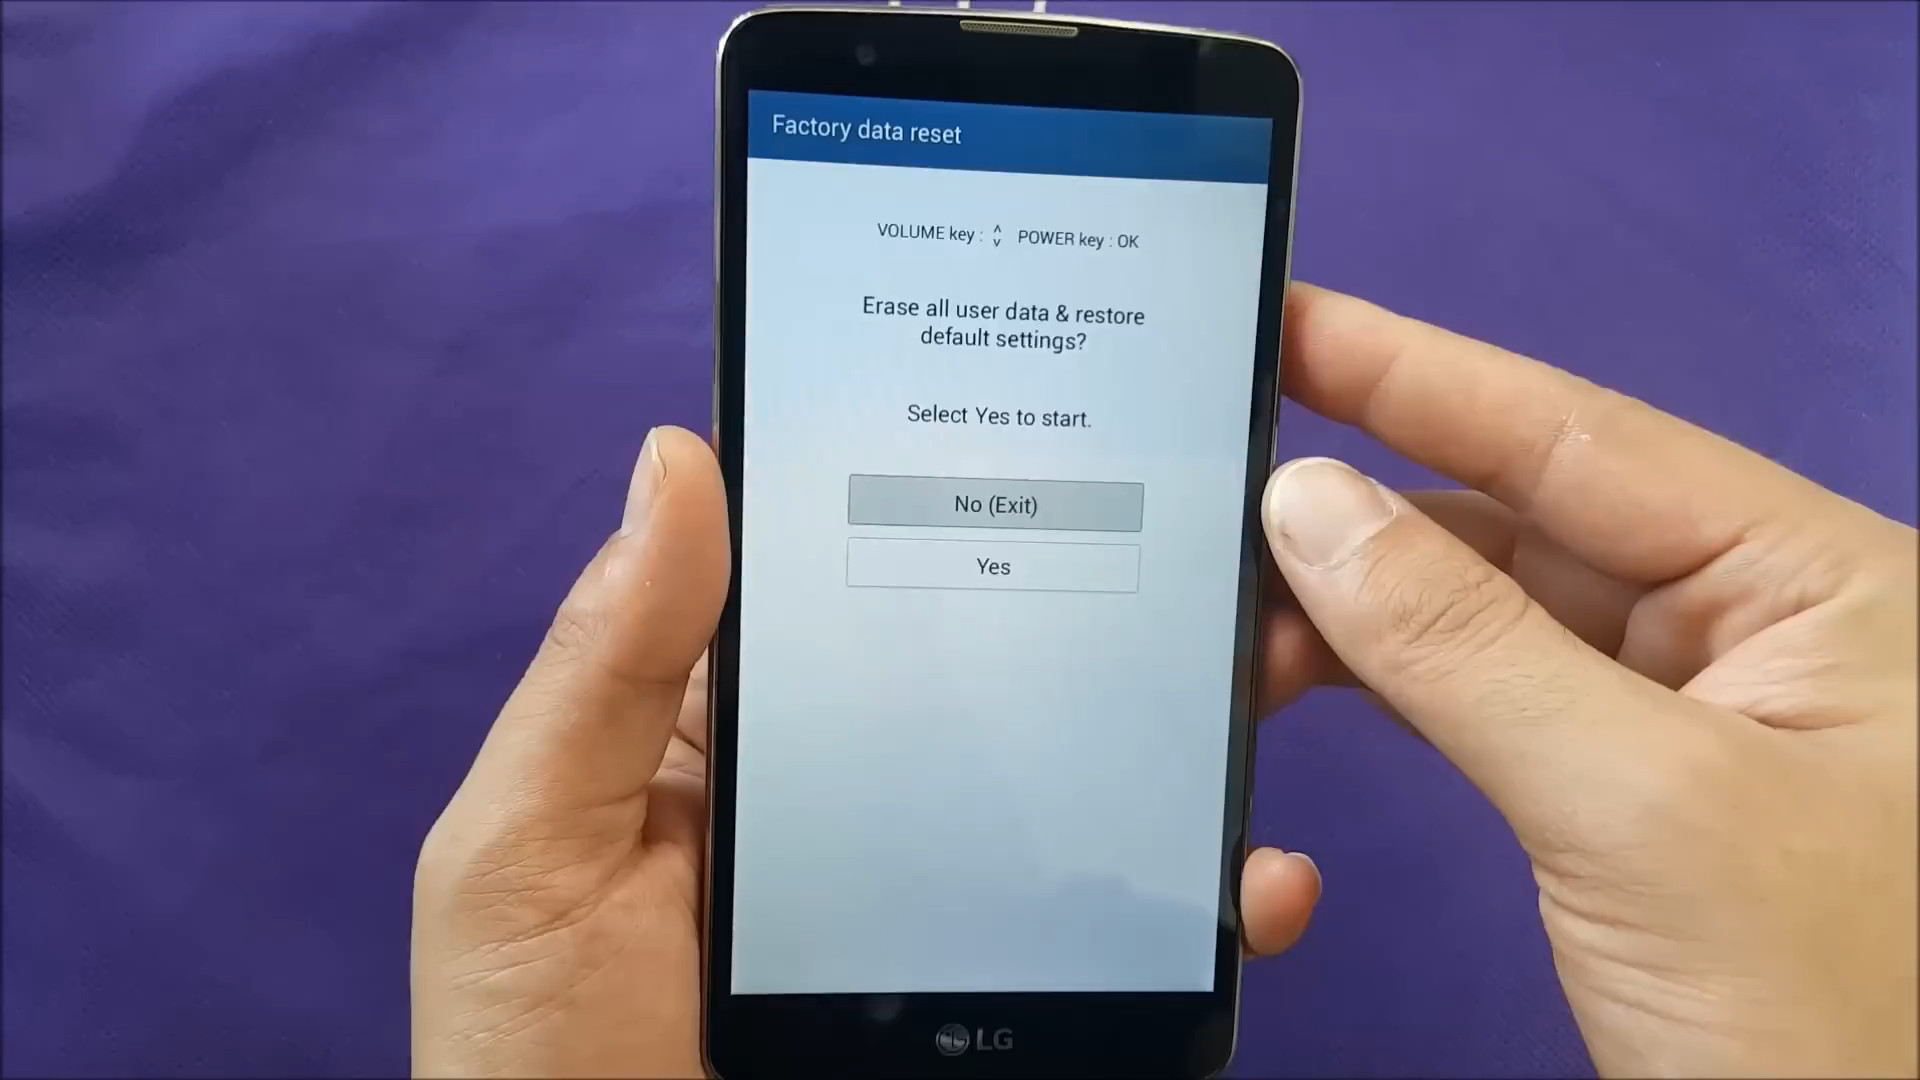 Factory data reset
VOLUME key : ^v POWER key : OK
Erase all user data & restore
default settings?
Select Yes to start.
No (Exit)
Yes
LG